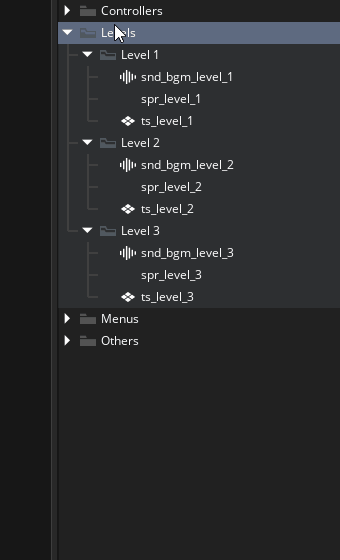 Controllers
Levels
Level 1
snd_bgm_level_1
spr_level_1
ts_level_1
Level 2
snd_bgm_level_2
spr_level_2
ts_level_2
Level 3
snd_bgm_level_3
spr_level_3
ts_level_3
Menus
Others